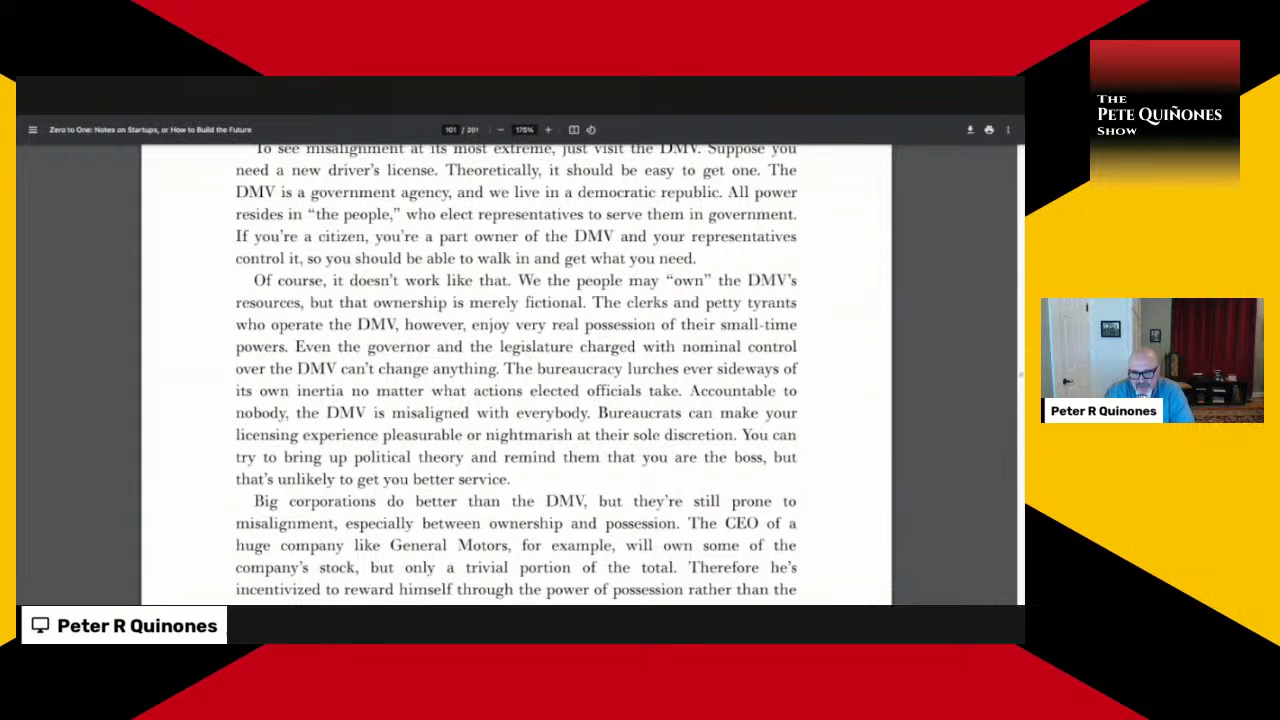 Zero to One: Notes on Startups, or How to Build the Future
101 / 201
175%
To see misalignment at its most extreme, just visit the DMV. Suppose you
need a new driver's license. Theoretically, it should be easy to get one. The
DMV is a government agency, and we live in a democratic republic. All power
resides in “the people,” who elect representatives to serve them in government.
If you're a citizen, you're a part owner of the DMV and your representatives
control it, so you should be able to walk in and get what you need.
Of course, it doesn't work like that. We the people may “own” the DMV's
resources, but that ownership is merely fictional. The clerks and petty tyrants
who operate the DMV, however, enjoy very real possession of their small-time
powers. Even the governor and the legislature charged with nominal control
over the DMV can't change anything. The bureaucracy lurches ever sideways of
its own inertia no matter what actions elected officials take. Accountable to
nobody, the DMV is misaligned with everybody. Bureaucrats can make your
licensing experience pleasurable or nightmarish at their sole discretion. You can
try to bring up political theory and remind them that you are the boss, but
that's unlikely to get you better service.
Big corporations do better than the DMV, but they're still prone to
misalignment, especially between ownership and possession. The CEO of a
huge company like General Motors, for example, will own some of the
company's stock, but only a trivial portion of the total. Therefore he's
incentivized to reward himself through the power of possession rather than the
Peter R Quinones
THE
PETE QUIÑONES
SHOW
Peter R Quinones